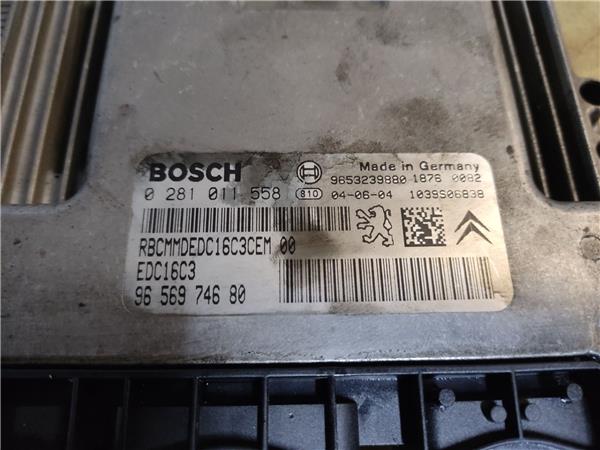 BOSCH Made in Germany
9653239880 1876 0082
0 281 011 558 810 04-06-04 1039S06838
RBCMMDEDC16C3CEM 00
EDC16C3
96 569 746 80